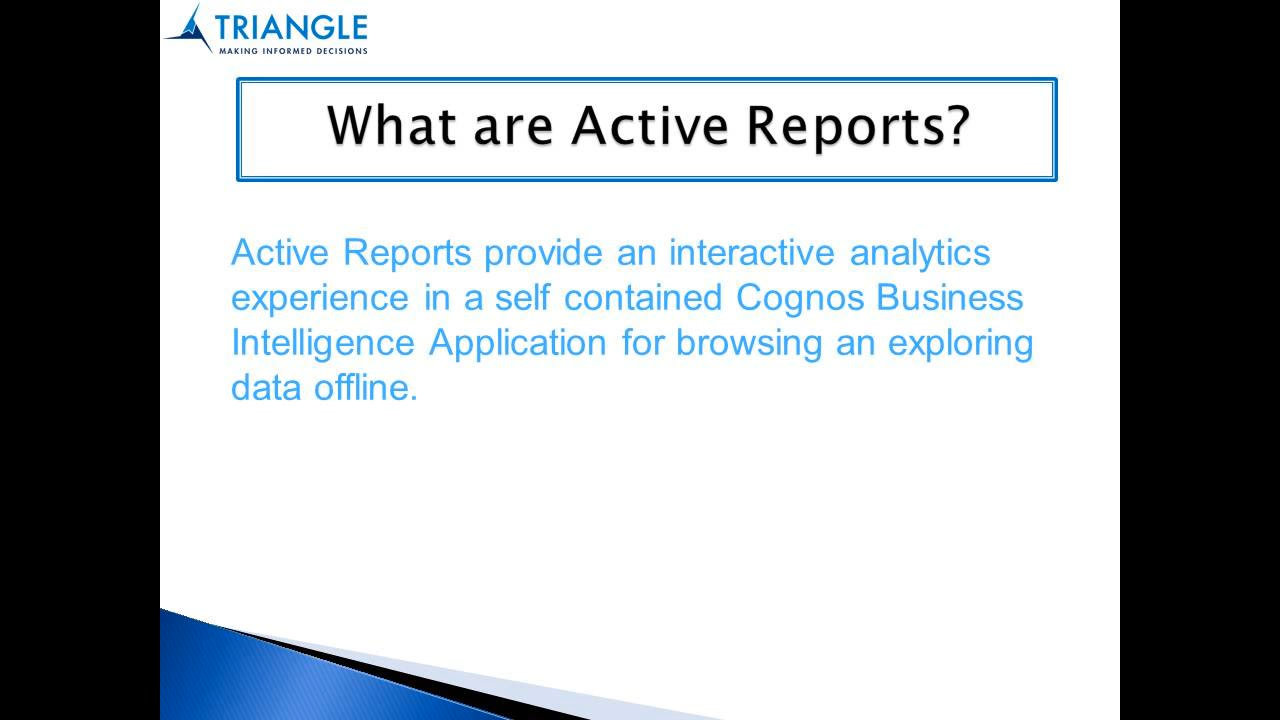 TRIANGLE
MAKING INFORMED DECISIONS
What are Active Reports?
Active Reports provide an interactive analytics
experience in a self contained Cognos Business
Intelligence Application for browsing an exploring
data offline.